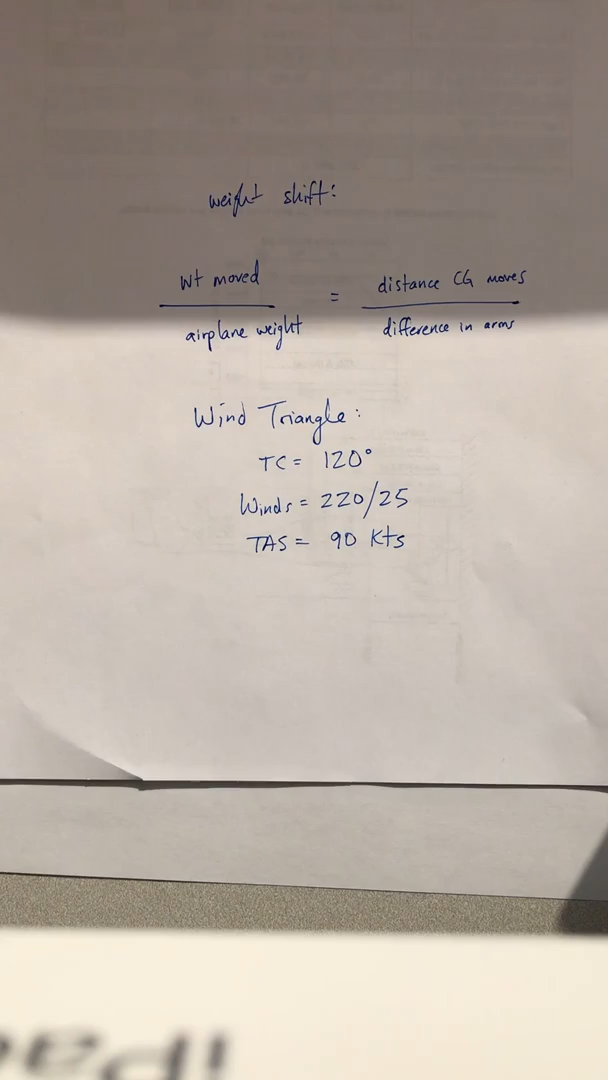 weight shift:
wt moved
airplane weight
=
distance CG moves
difference in arms
Wind Triangle:
TC = 120°
Winds = 220/25
TAS = 90 Kts